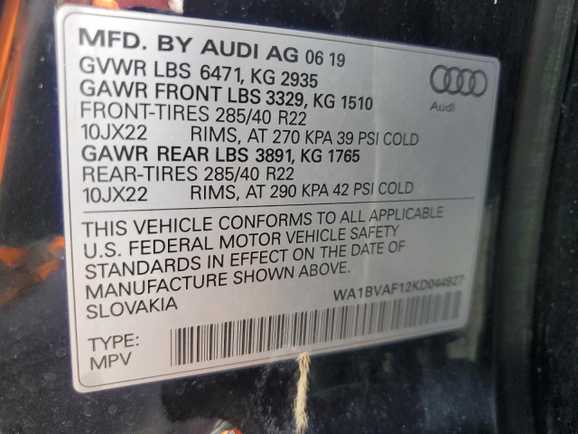 MFD. BY AUDI AG 06 19
GVWR LBS 6471, KG 2935
GAWR FRONT LBS 3329, KG 1510
FRONT-TIRES 285/40 R22
10JX22 RIMS, AT 270 KPA 39 PSI COLD
GAWR REAR LBS 3891, KG 1765
REAR-TIRES 285/40 R22
10JX22 RIMS, AT 290 KPA 42 PSI COLD
Audi
THIS VEHICLE CONFORMS TO ALL APPLICABLE
U.S. FEDERAL MOTOR VEHICLE SAFETY
STANDARDS IN EFFECT ON THE DATE OF
MANUFACTURE SHOWN ABOVE.
SLOVAKIA
WA1BVAF12KD044927
TYPE:
MPV